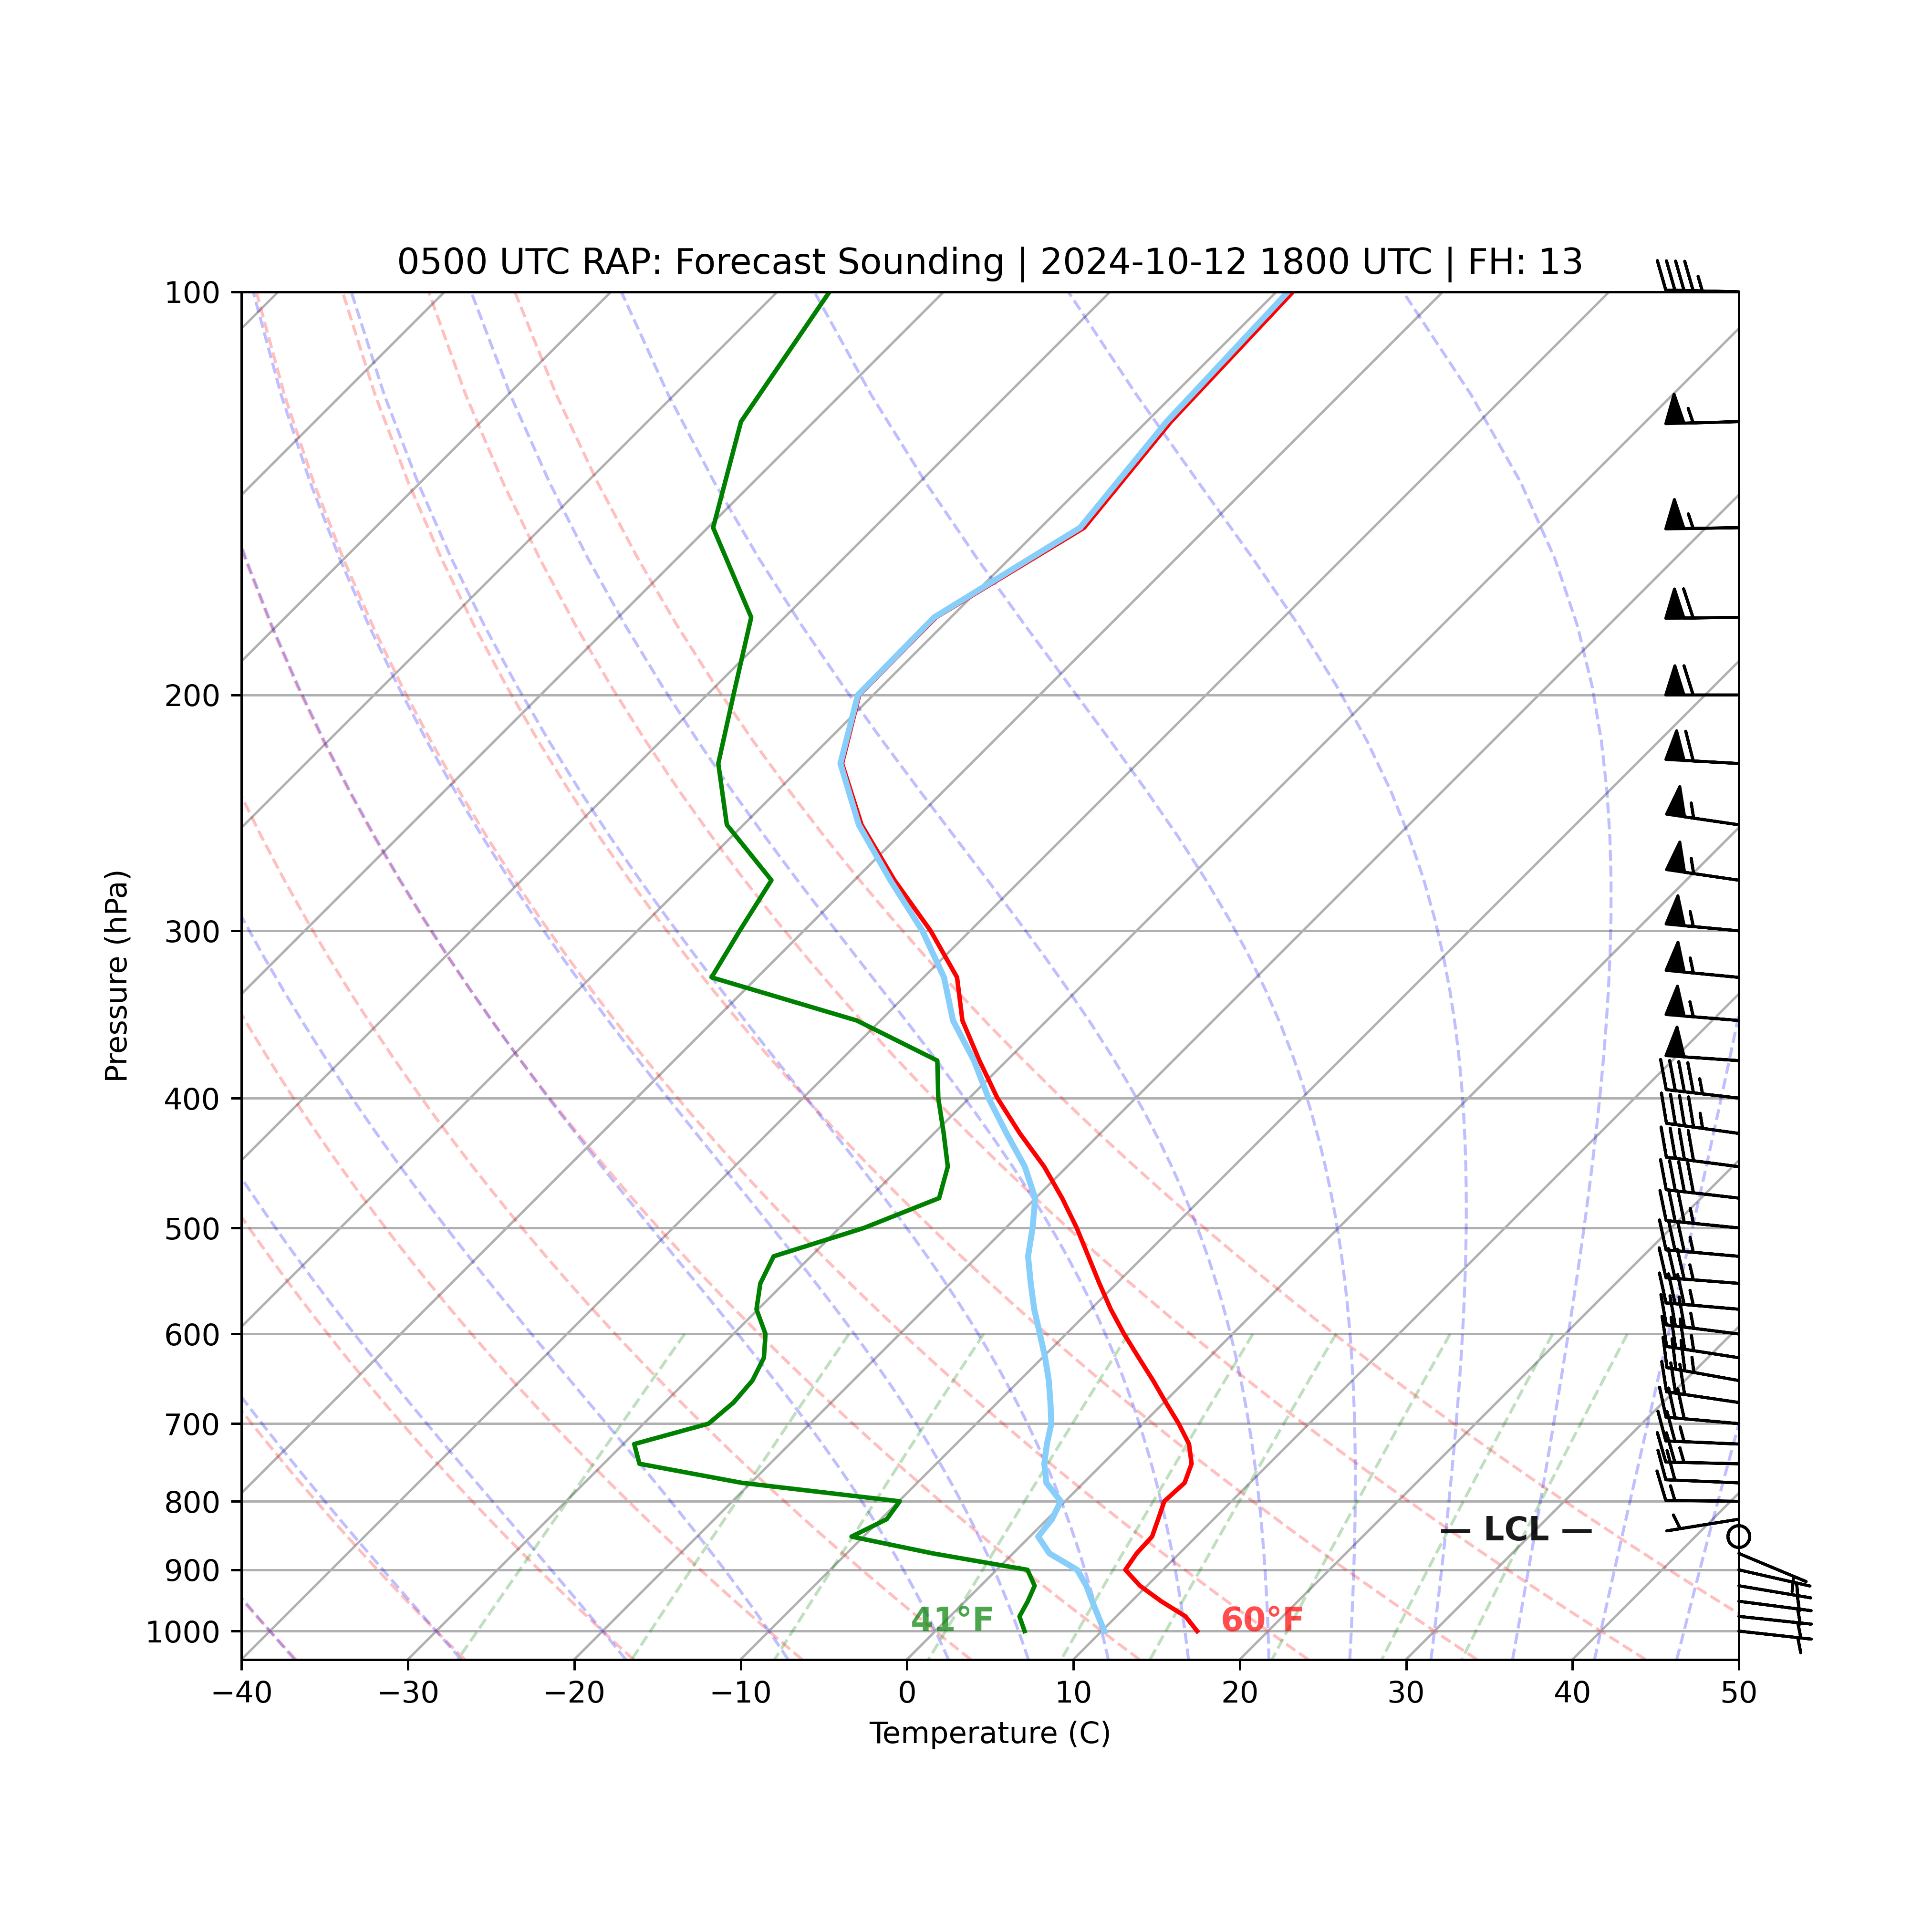 0500 UTC RAP: Forecast Sounding | 2024-10-12 1800 UTC | FH: 13
100
200
300
400
500
600
700
800
900
1000
Pressure (hPa)
— LCL —
41°F 60°F
−40 −30 −20 −10 0 10 20 30 40 50
Temperature (C)